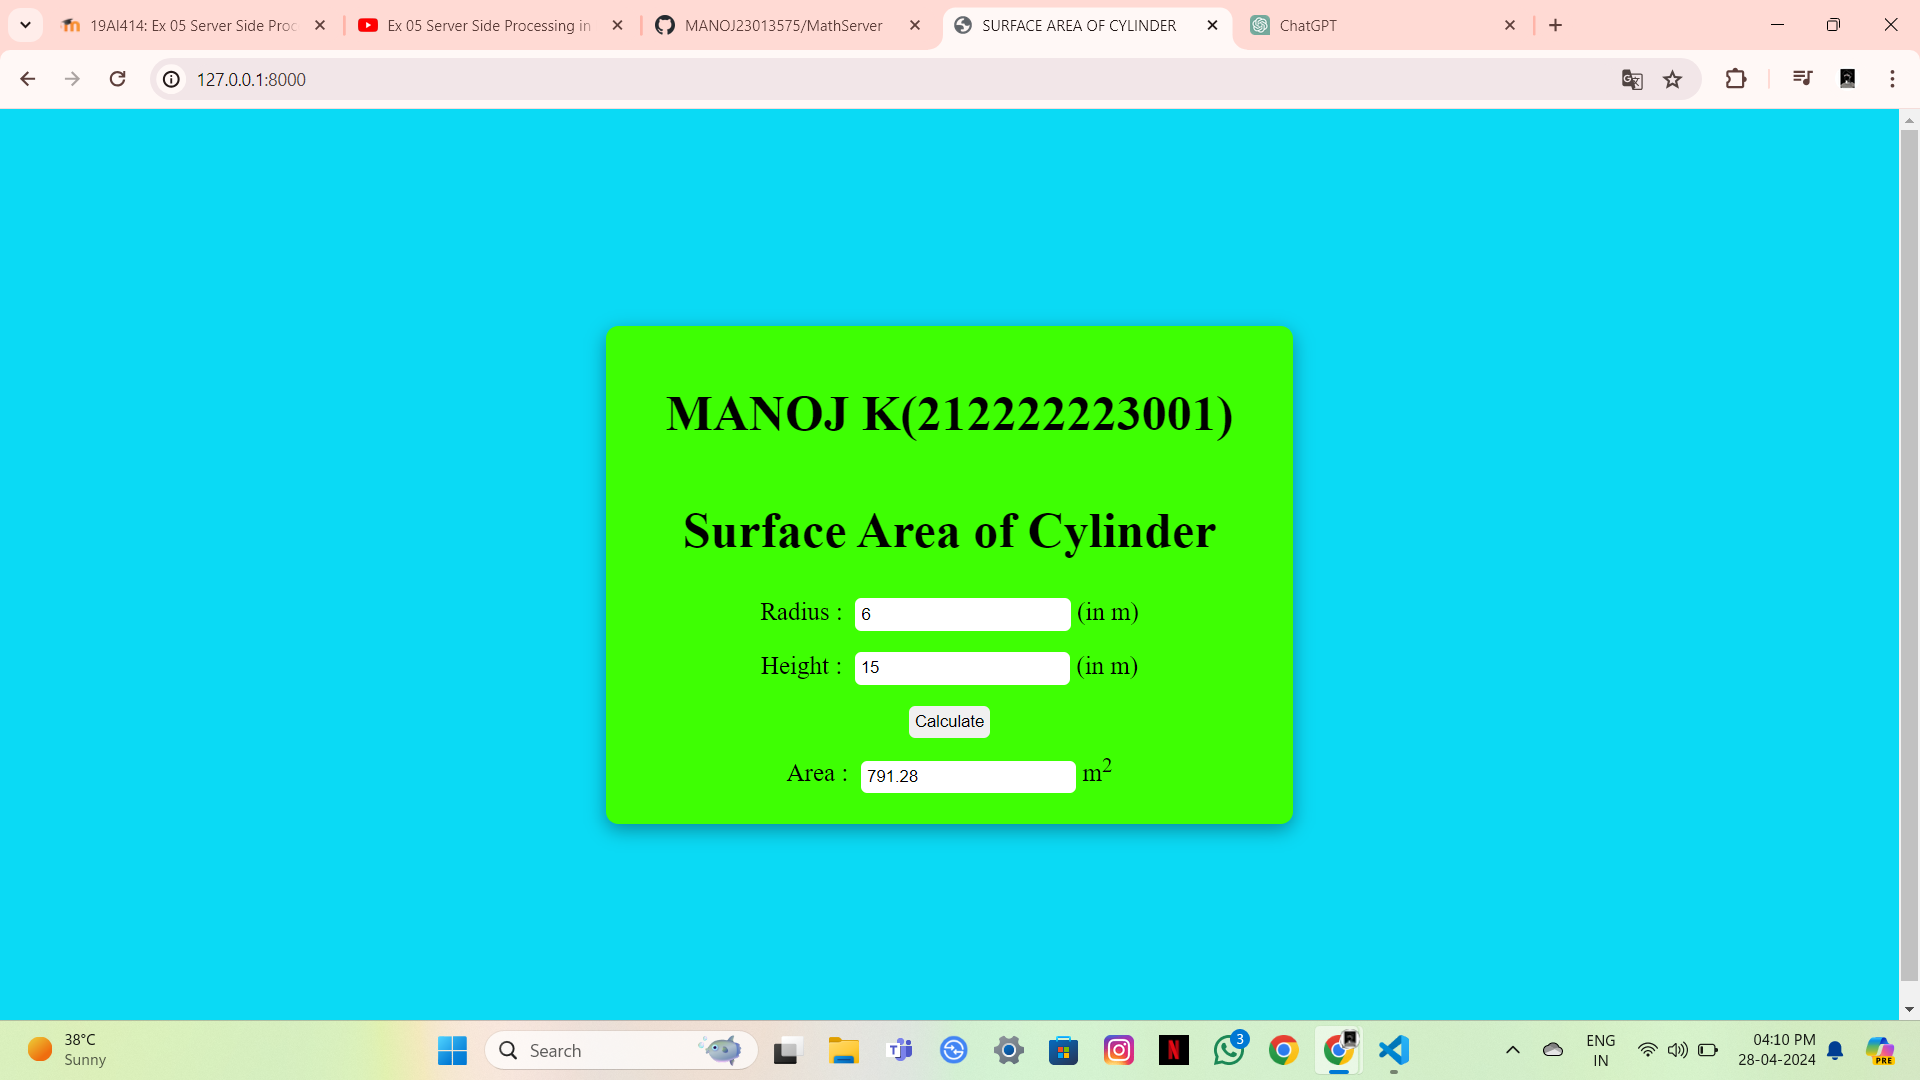 19AI414: Ex 05 Server Side Proc
Ex 05 Server Side Processing in
MANOJ23013575/MathServer
SURFACE AREA OF CYLINDER
ChatGPT
127.0.0.1:8000
MANOJ K(212222223001)
Surface Area of Cylinder
Radius : 6 (in m)
Height : 15 (in m)
Calculate
Area : 791.28 m2
38°C
Sunny
Search
3
ENG
IN
04:10 PM
28-04-2024
PRE